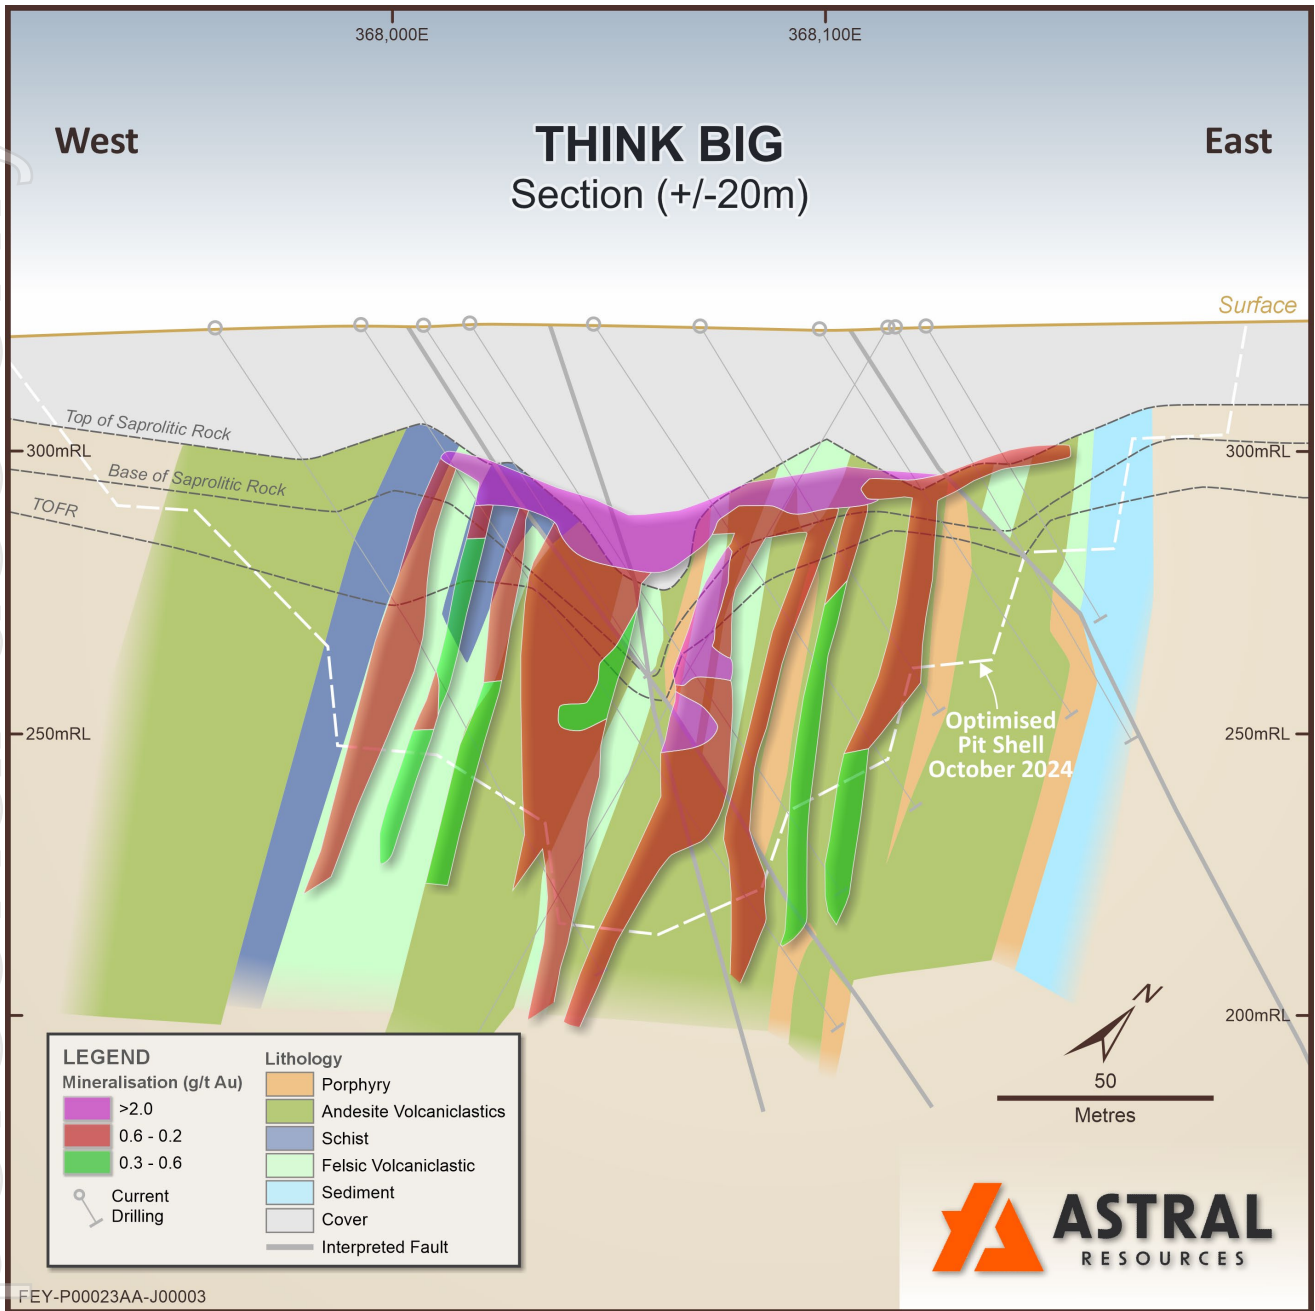 368,000E
368,100E
West
THINK BIG
East
Section (+/-20m)
Surface
Top of Saprolitic Rock
300mRL
300mRL
Base of Saprolitic Rock
TOFR
250mRL
250mRL
Optimised
Pit Shell
October 2024
N
200mRL
50
Metres
LEGEND
Mineralisation (g/t Au)
>2.0
0.6 - 0.2
0.3 - 0.6
Current
Drilling
Lithology
Porphyry
Andesite Volcaniclastics
Schist
Felsic Volcaniclastic
Sediment
Cover
Interpreted Fault
ASTRAL
RESOURCES
FEY-P00023AA-J00003